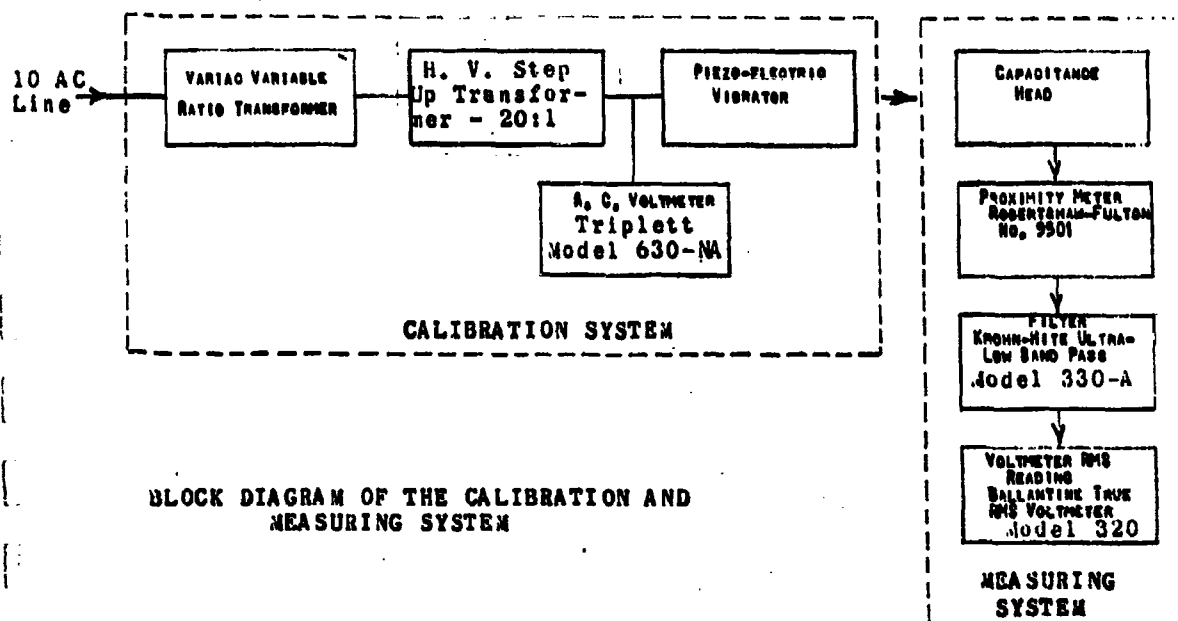 10 AC
Line
VARIAC VARIABLE
RATIO TRANSFORMER
H. V. Step
Up Transfor-
mer - 20:1
PIEZO-ELECTRIC
VIBRATOR
A. C. VOLTMETER
Triplett
Model 630-NA
CALIBRATION SYSTEM
CAPACITANCE
HEAD
PROXIMITY METER
ROBERTSHAW-FULTON
No. 9501
FILTER
KROHN-HITE ULTRA-
LOW BAND PASS
Model 330-A
VOLTMETER RMS
READING
BALLANTINE TRUE
RMS VOLTMETER
Model 320
MEASURING
SYSTEM
BLOCK DIAGRAM OF THE CALIBRATION AND
MEASURING SYSTEM